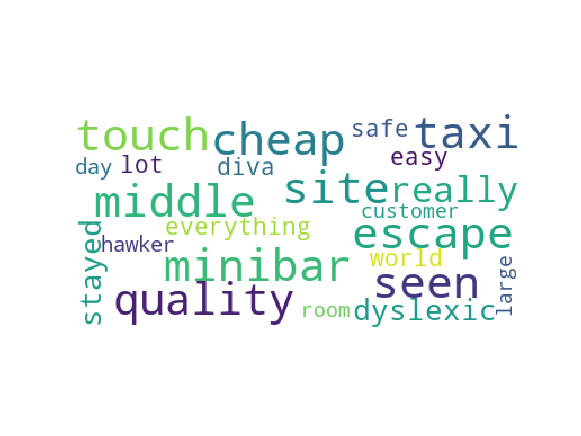 touch cheap safe taxi
day lot diva easy
middle site really
customer
stayed hawker everything escape
minibar world seen large
quality room dyslexic